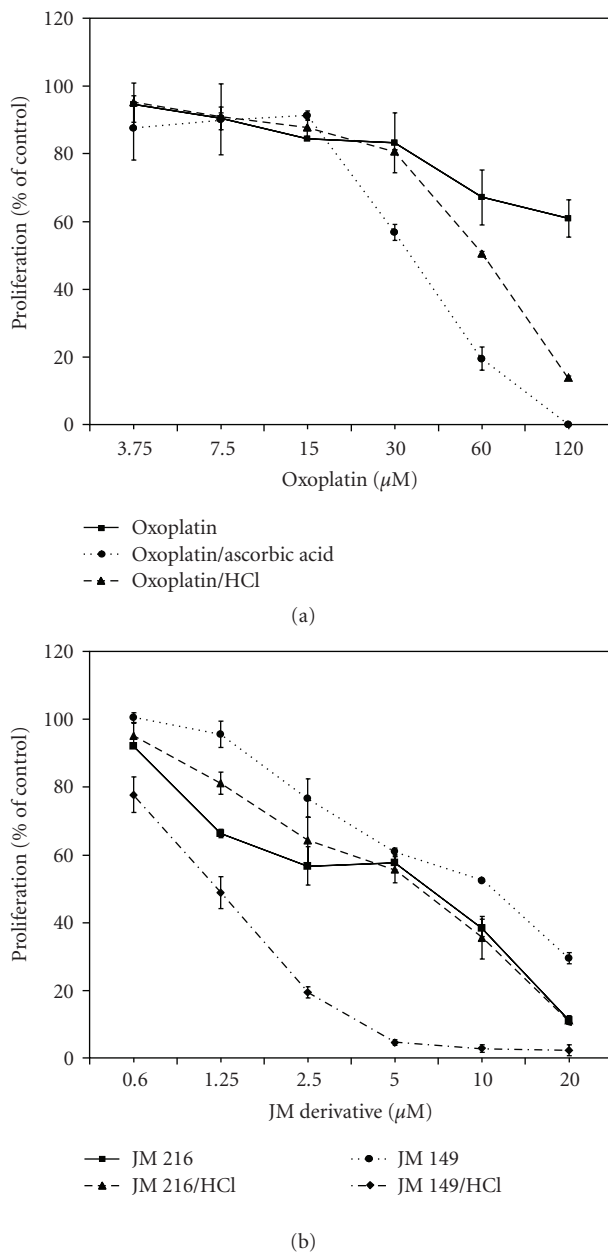 120
100
80
60
40
20
0
Proliferation (% of control)
3.75 7.5 15 30 60 120
Oxoplatin (μM)
Oxoplatin
Oxoplatin/ascorbic acid
Oxoplatin/HCl
(a)
120
100
80
60
40
20
0
Proliferation (% of control)
0.6 1.25 2.5 5 10 20
JM derivative (μM)
JM 216 JM 149
JM 216/HCl JM 149/HCl
(b)